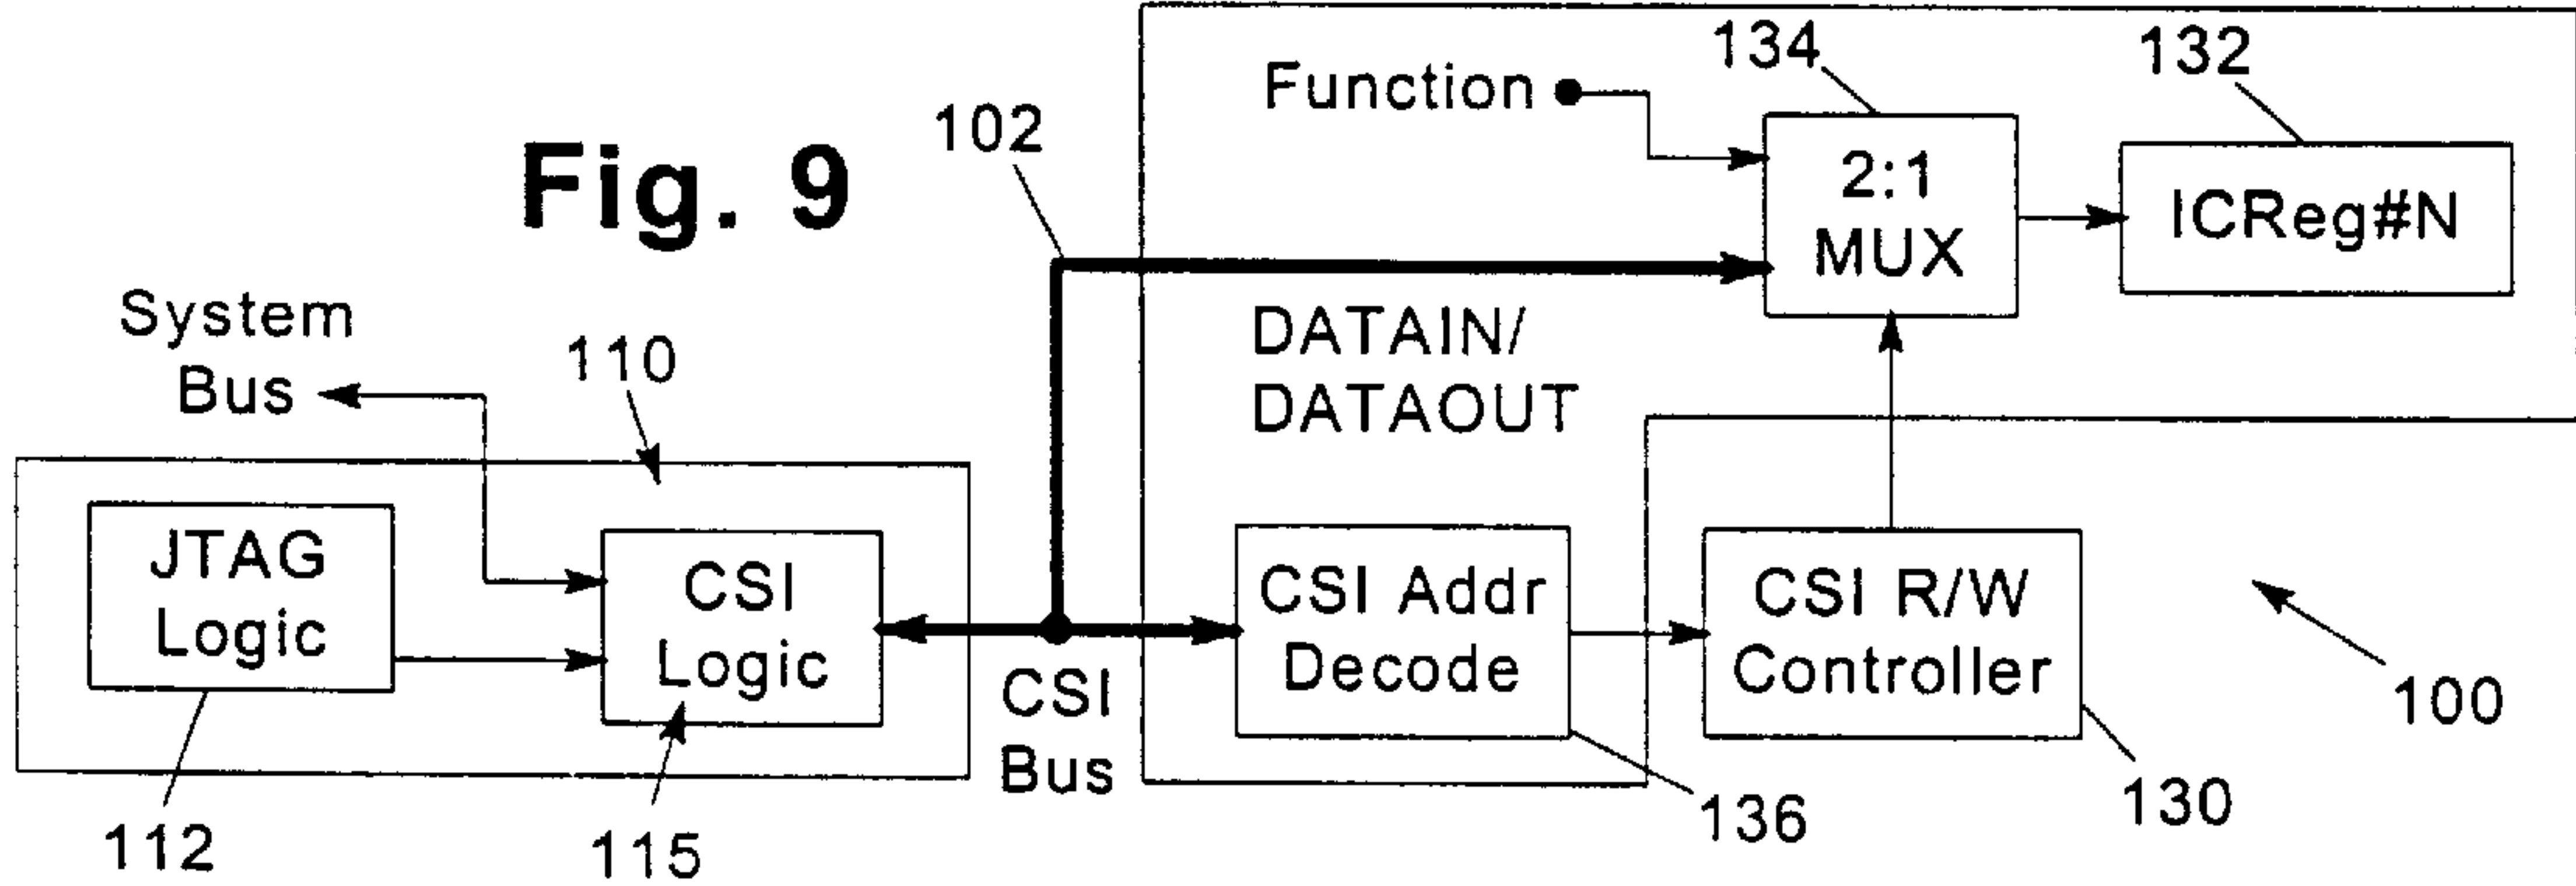 Fig. 9
134
132
Function
102
2:1
MUX
ICReg#N
System
Bus
110
DATAIN/
DATAOUT
JTAG
Logic
CSI
Logic
CSI
Bus
CSI Addr
Decode
CSI R/W
Controller
100
112
115
136
130